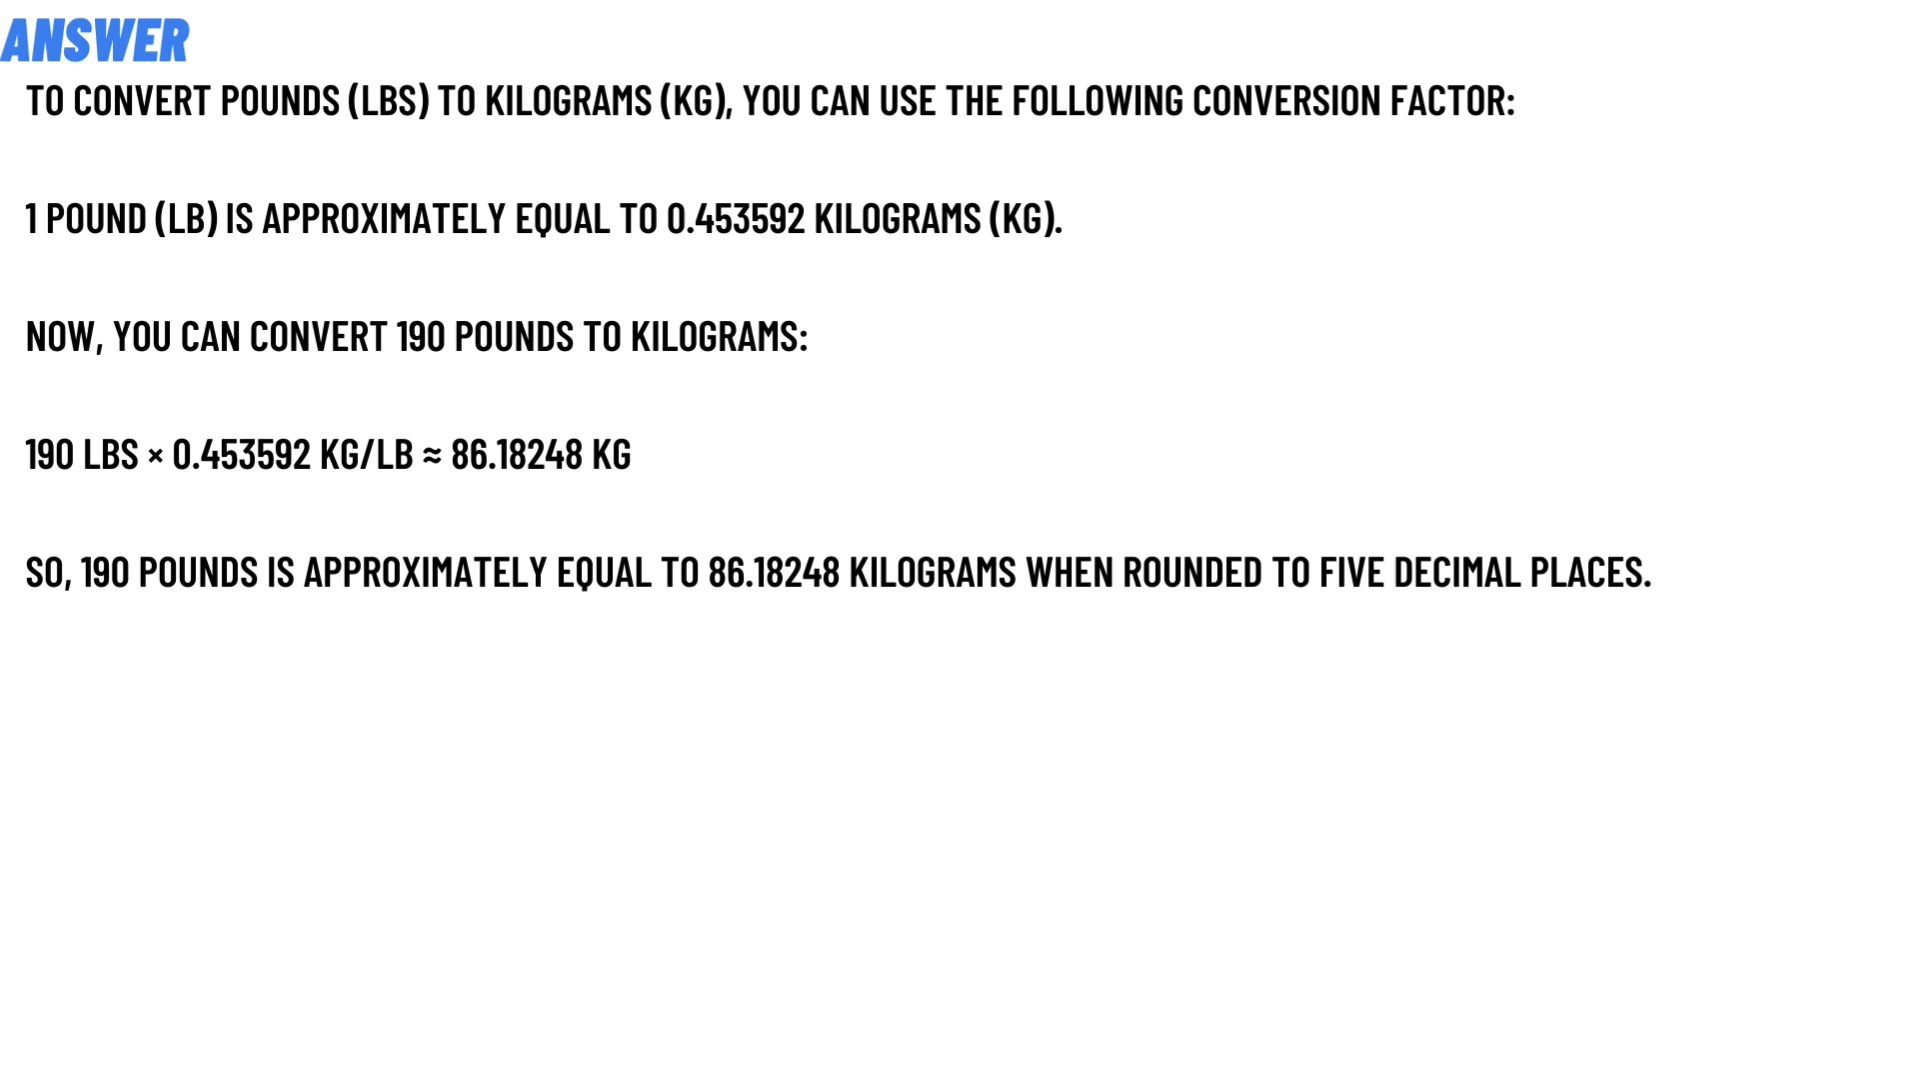 ANSWER
TO CONVERT POUNDS (LBS) TO KILOGRAMS (KG), YOU CAN USE THE FOLLOWING CONVERSION FACTOR:
1 POUND (LB) IS APPROXIMATELY EQUAL TO 0.453592 KILOGRAMS (KG).
NOW, YOU CAN CONVERT 190 POUNDS TO KILOGRAMS:
190 LBS × 0.453592 KG/LB ≈ 86.18248 KG
SO, 190 POUNDS IS APPROXIMATELY EQUAL TO 86.18248 KILOGRAMS WHEN ROUNDED TO FIVE DECIMAL PLACES.